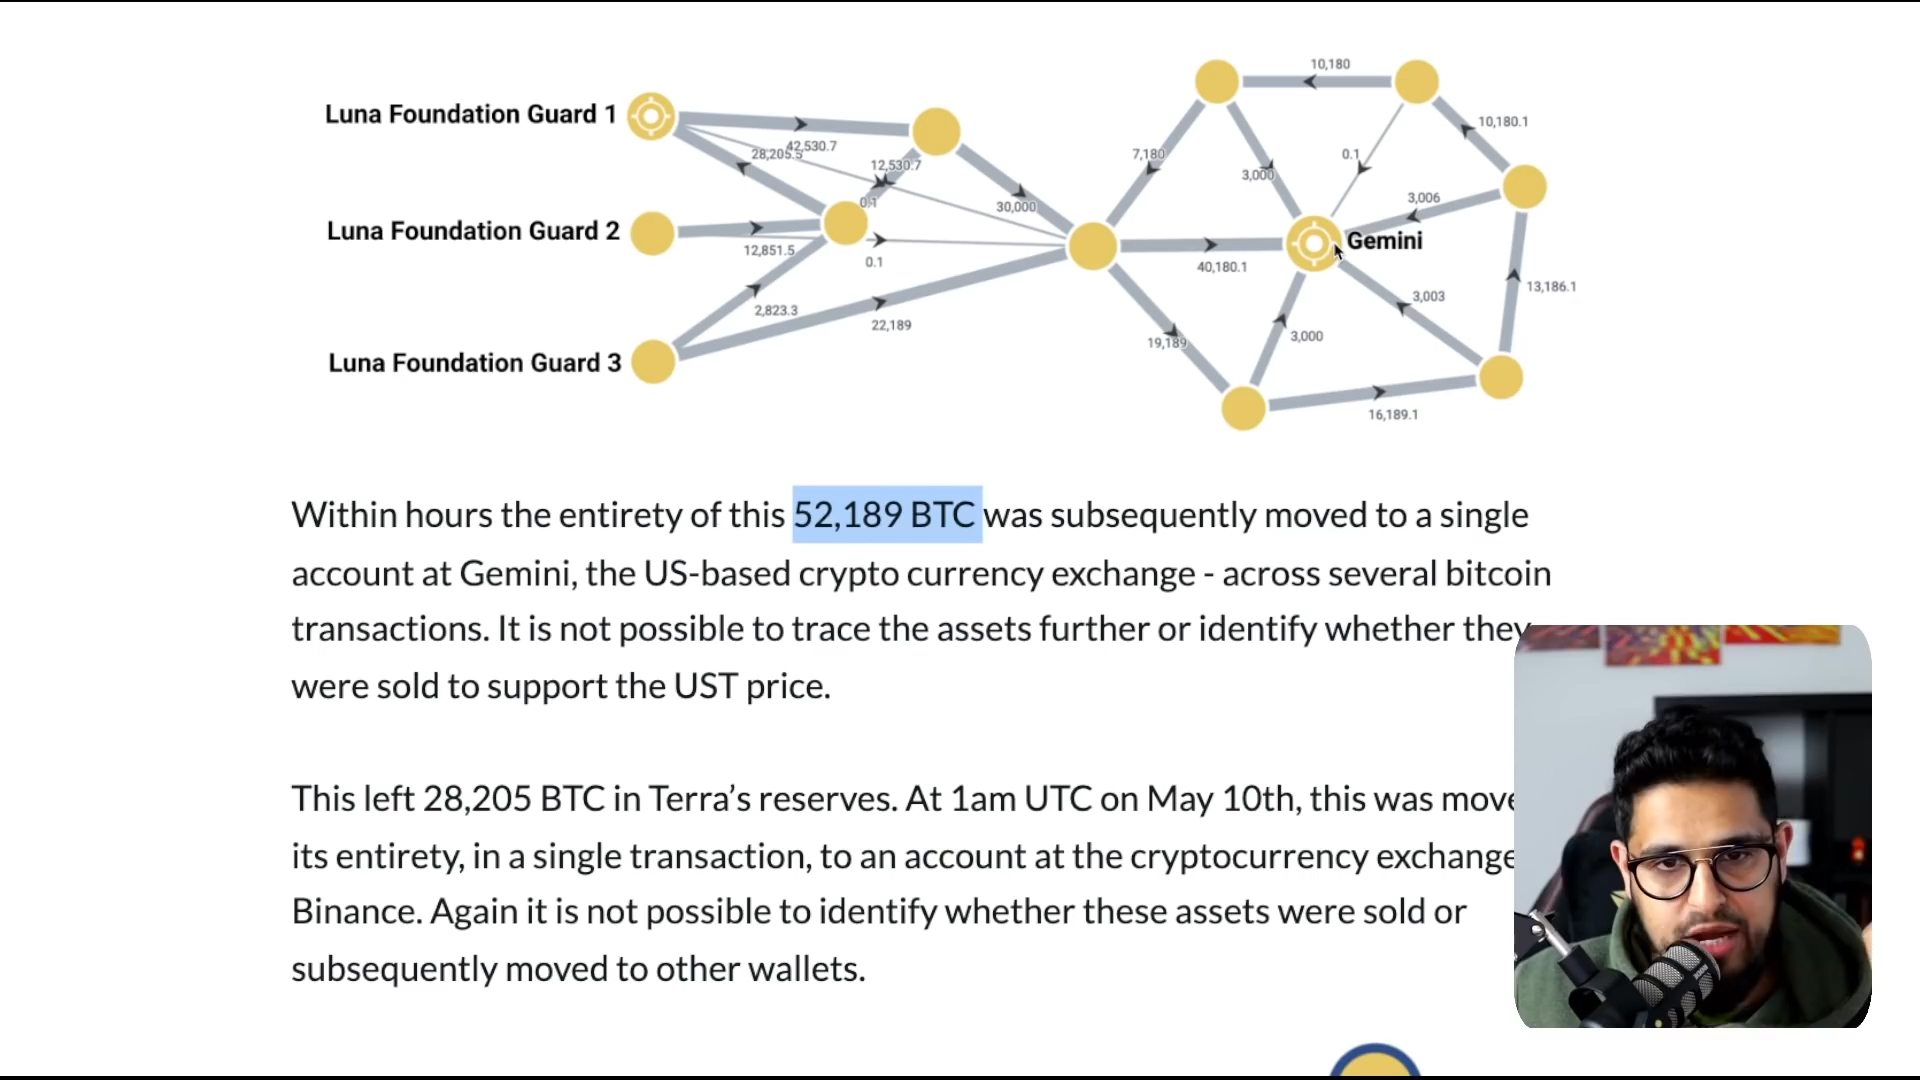 10,180
Luna Foundation Guard 1
10,180.1
42,530.7
28,205.5
7,180
0.1
12,530.7
3,000
3,006
0.1
30,000
Luna Foundation Guard 2
Gemini
12,851.5
0.1
40,180.1
13,186.1
3,003
2,823.3
22,189
3,000
19,189
Luna Foundation Guard 3
16,189.1
Within hours the entirety of this 52,189 BTC was subsequently moved to a single
account at Gemini, the US-based crypto currency exchange - across several bitcoin
transactions. It is not possible to trace the assets further or identify whether they
were sold to support the UST price.
This left 28,205 BTC in Terra’s reserves. At 1am UTC on May 10th, this was move
its entirety, in a single transaction, to an account at the cryptocurrency exchange
Binance. Again it is not possible to identify whether these assets were sold or
subsequently moved to other wallets.